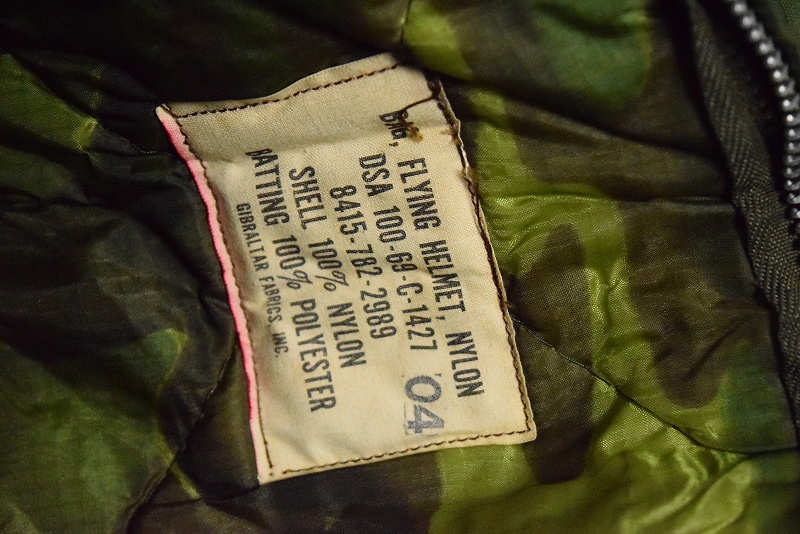 BAG, FLYING HELMET, NYLON
DSA 100-69-C-1427 '04
8415-782-2989
SHELL 100% NYLON
BATTING 100% POLYESTER
GIBRALTAR FABRICS, INC.